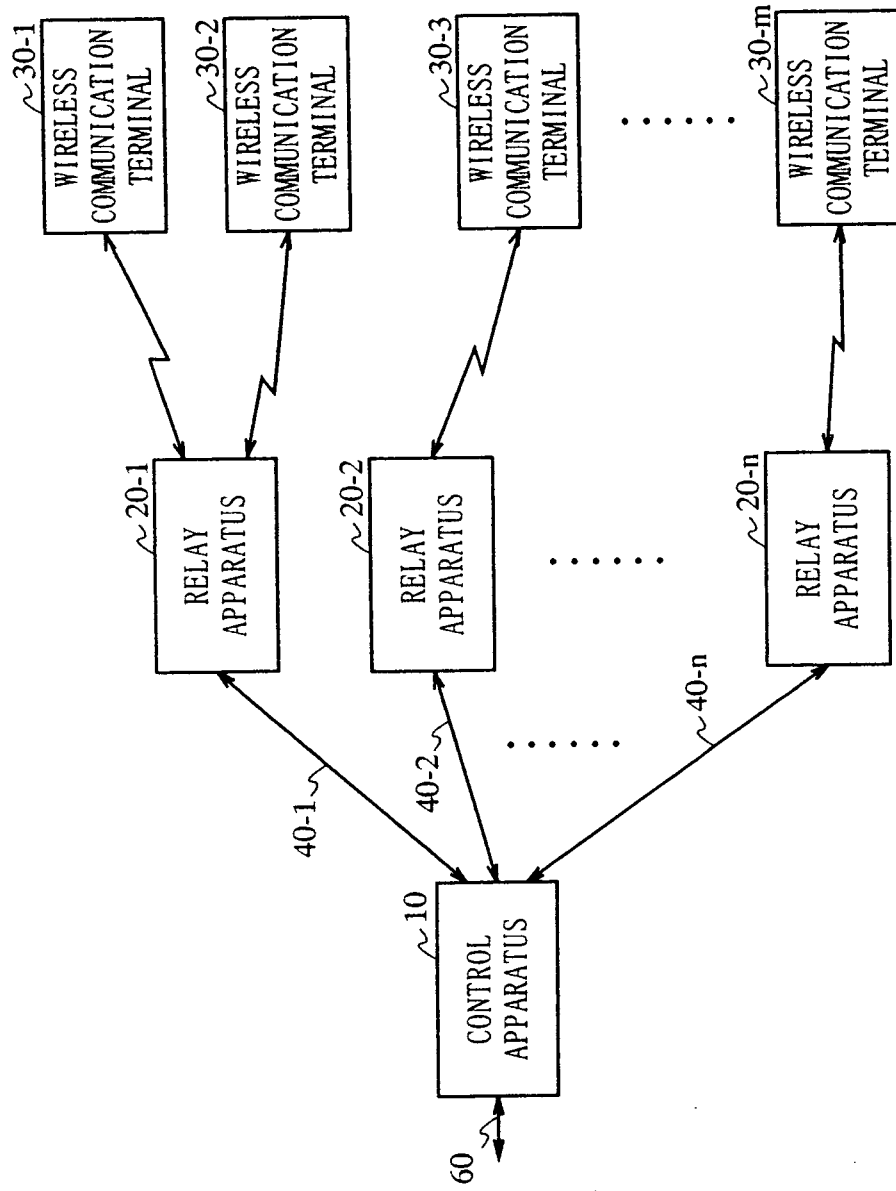 60
10
CONTROL
APPARATUS
40-1
40-2
40-n
20-1
RELAY
APPARATUS
20-2
RELAY
APPARATUS
20-n
RELAY
APPARATUS
30-1
WIRELESS
COMMUNICATION
TERMINAL
30-2
WIRELESS
COMMUNICATION
TERMINAL
30-3
WIRELESS
COMMUNICATION
TERMINAL
30-m
WIRELESS
COMMUNICATION
TERMINAL